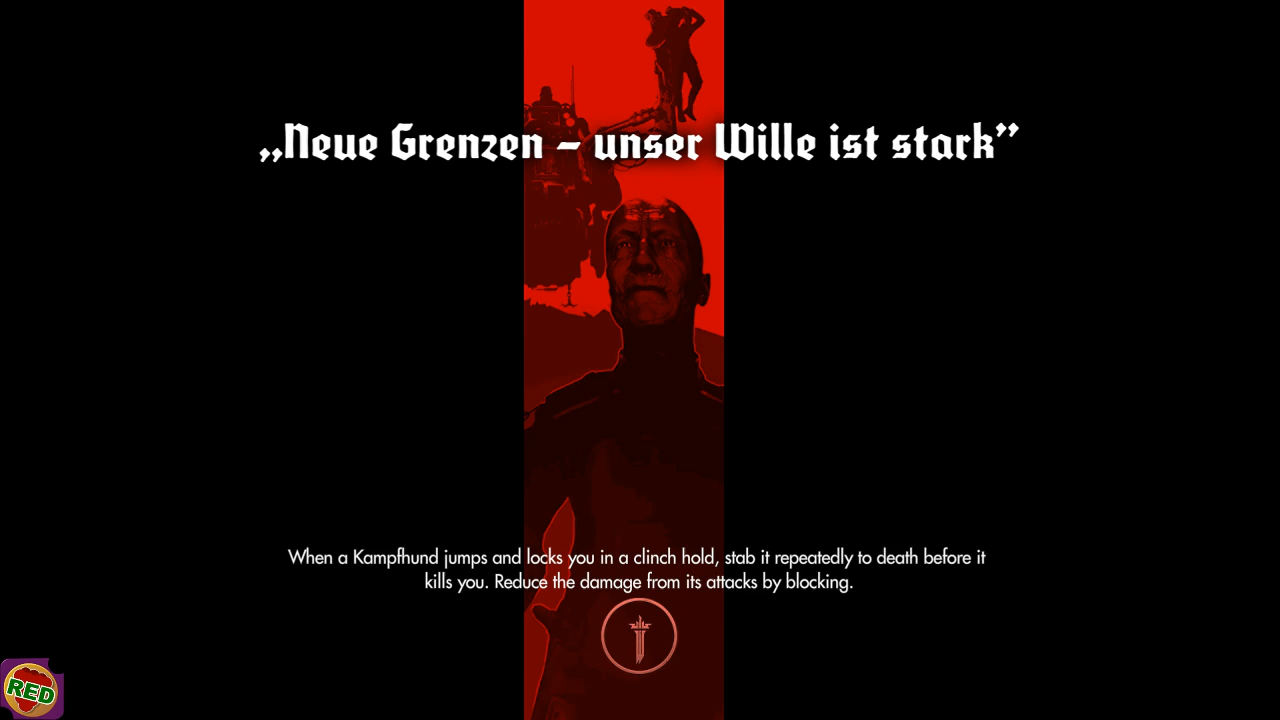 „Neue Grenzen – unser Wille ist stark”
When a Kampfhund jumps and locks you in a clinch hold, stab it repeatedly to death before it
kills you. Reduce the damage from its attacks by blocking.
RED